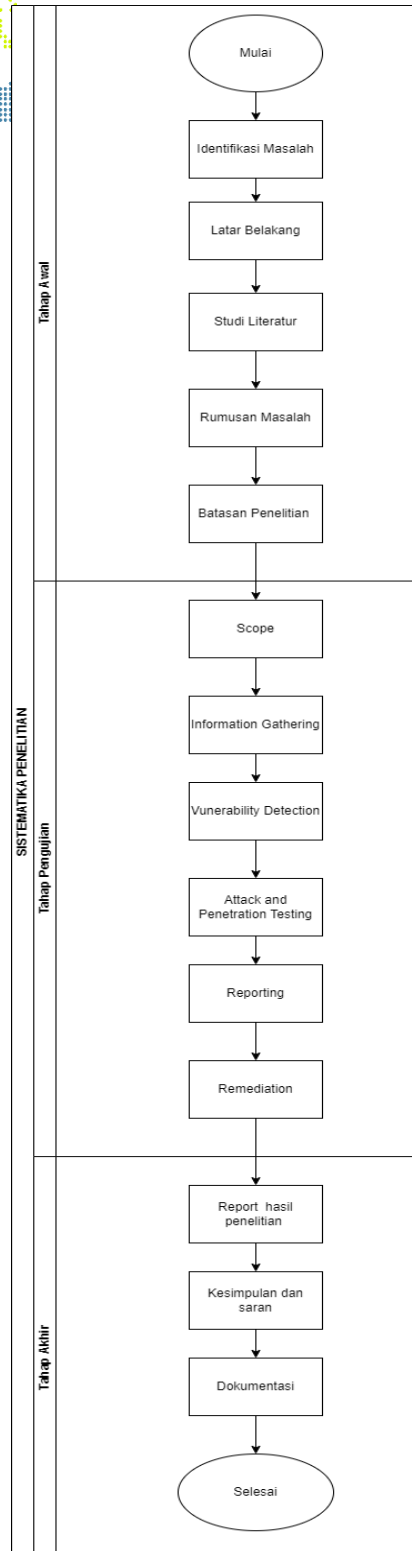 SISTEMATIKA PENELITIAN
Tahap Awal
Mulai
Identifikasi Masalah
Latar Belakang
Studi Literatur
Rumusan Masalah
Batasan Penelitian
Tahap Pengujian
Scope
Information Gathering
Vunerability Detection
Attack and
Penetration Testing
Reporting
Remediation
Tahap Akhir
Report hasil
penelitian
Kesimpulan dan
saran
Dokumentasi
Selesai